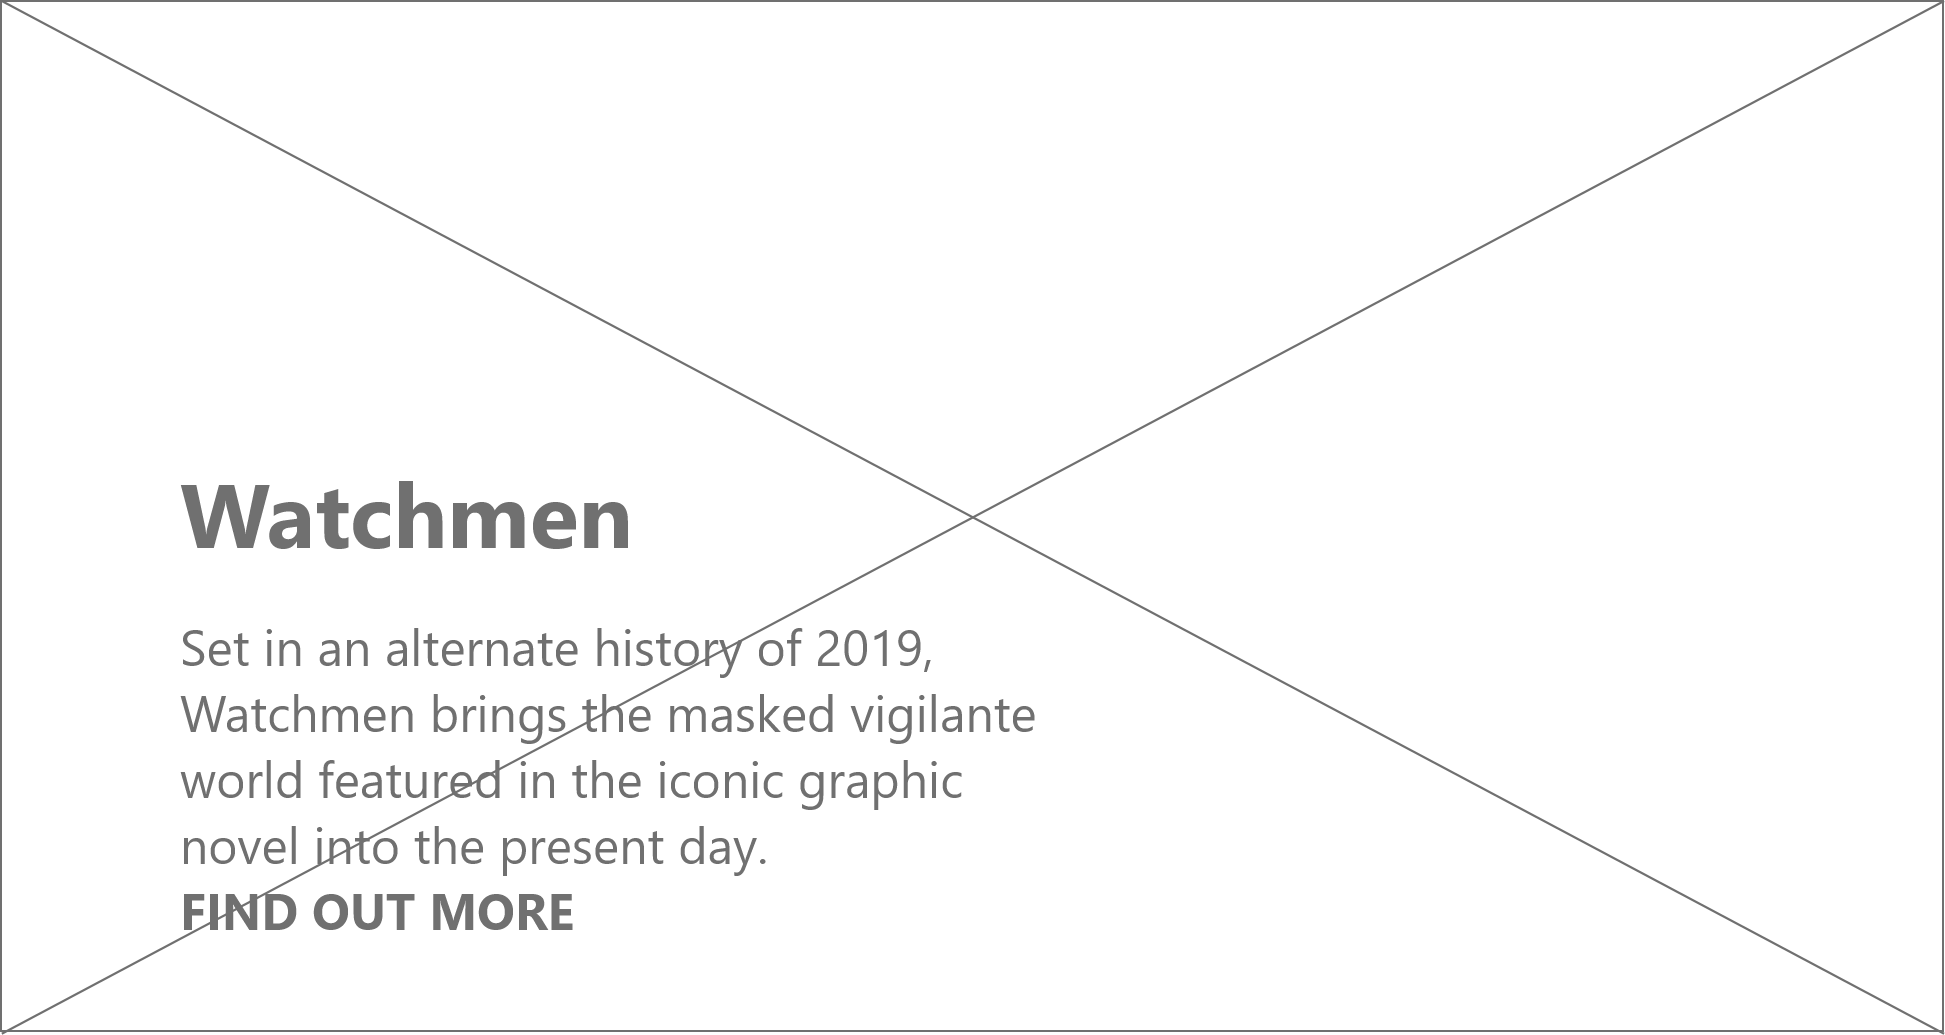 Watchmen
Set in an alternate history of 2019,
Watchmen brings the masked vigilante
world featured in the iconic graphic
novel into the present day.
FIND OUT MORE